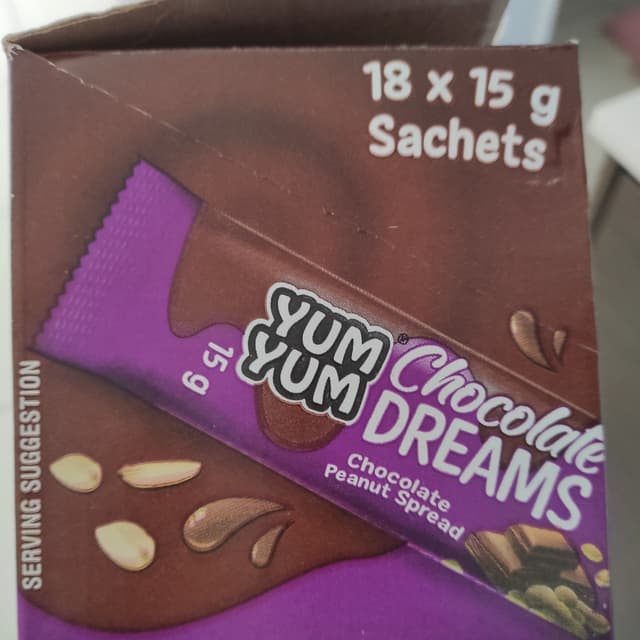 18 x 15 g
Sachets
YUM
YUM®
15 g
Chocolate
DREAMS
Chocolate
Peanut Spread
SERVING SUGGESTION